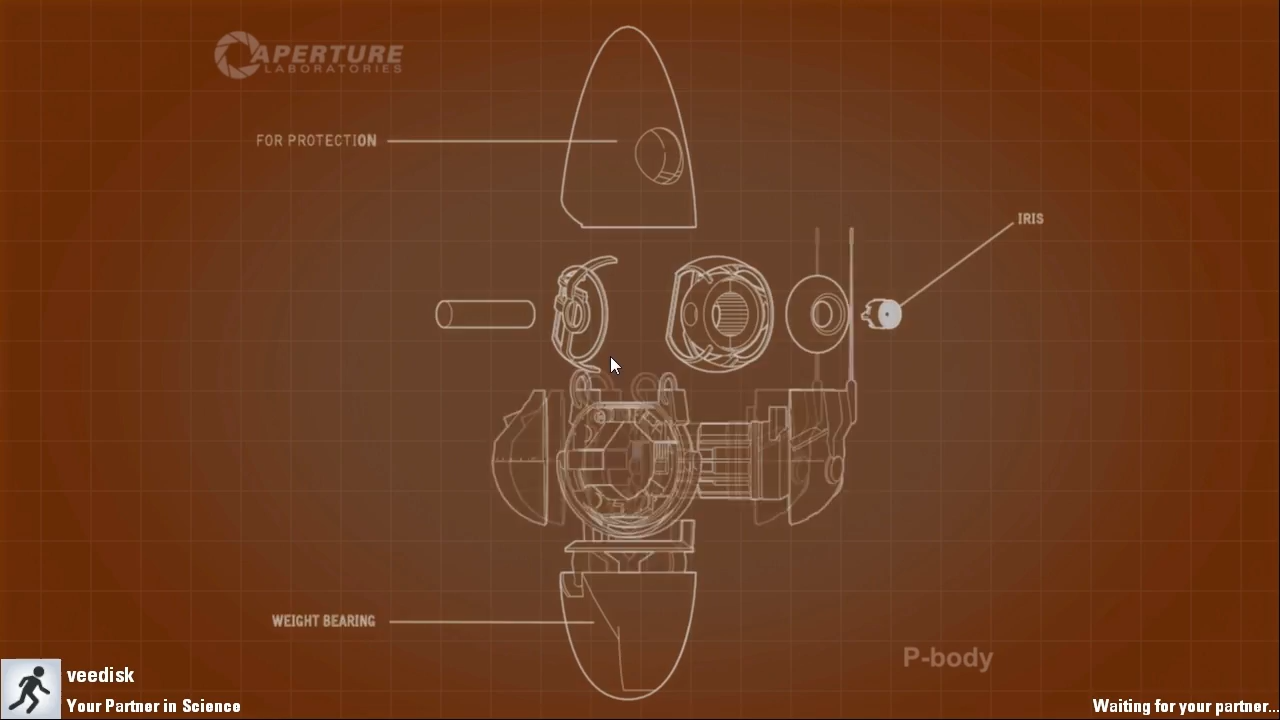 APERTURE
LABORATORIES
FOR PROTECTION
IRIS
WEIGHT BEARING
P-body
veedisk
Your Partner in Science
Waiting for your partner...